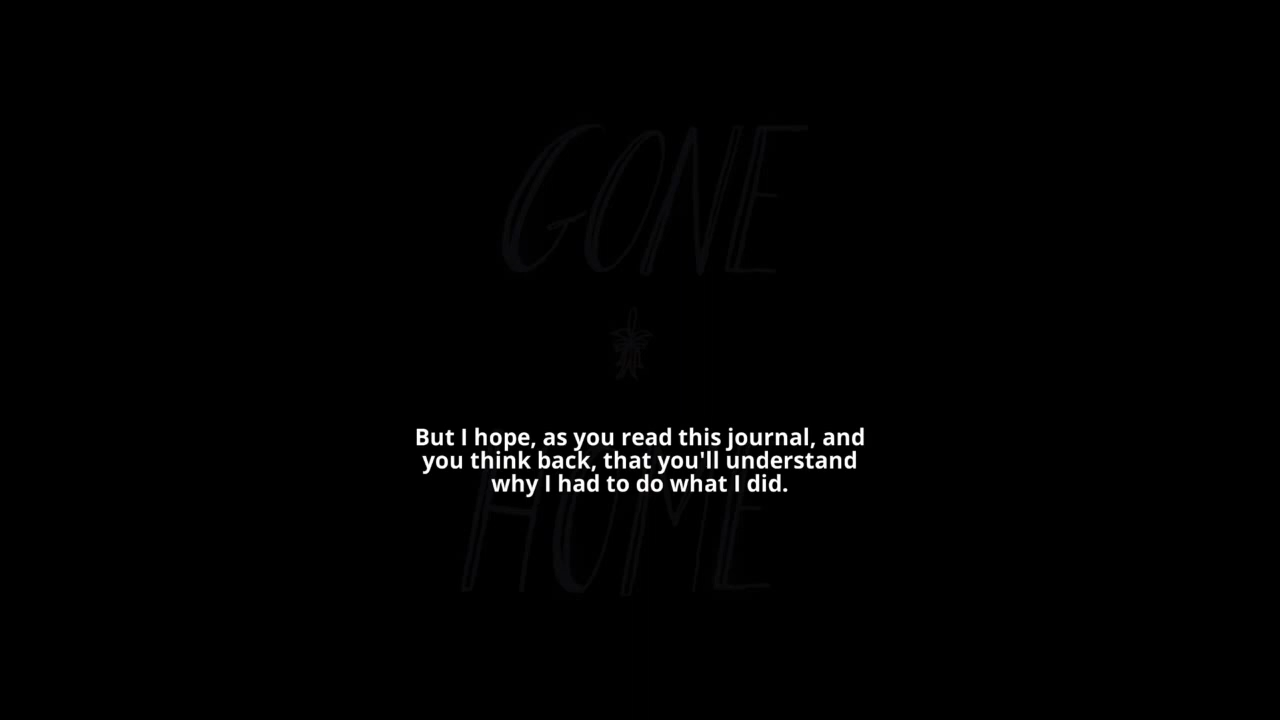 GONE
But I hope, as you read this journal, and
you think back, that you'll understand
why I had to do what I did.
HOME